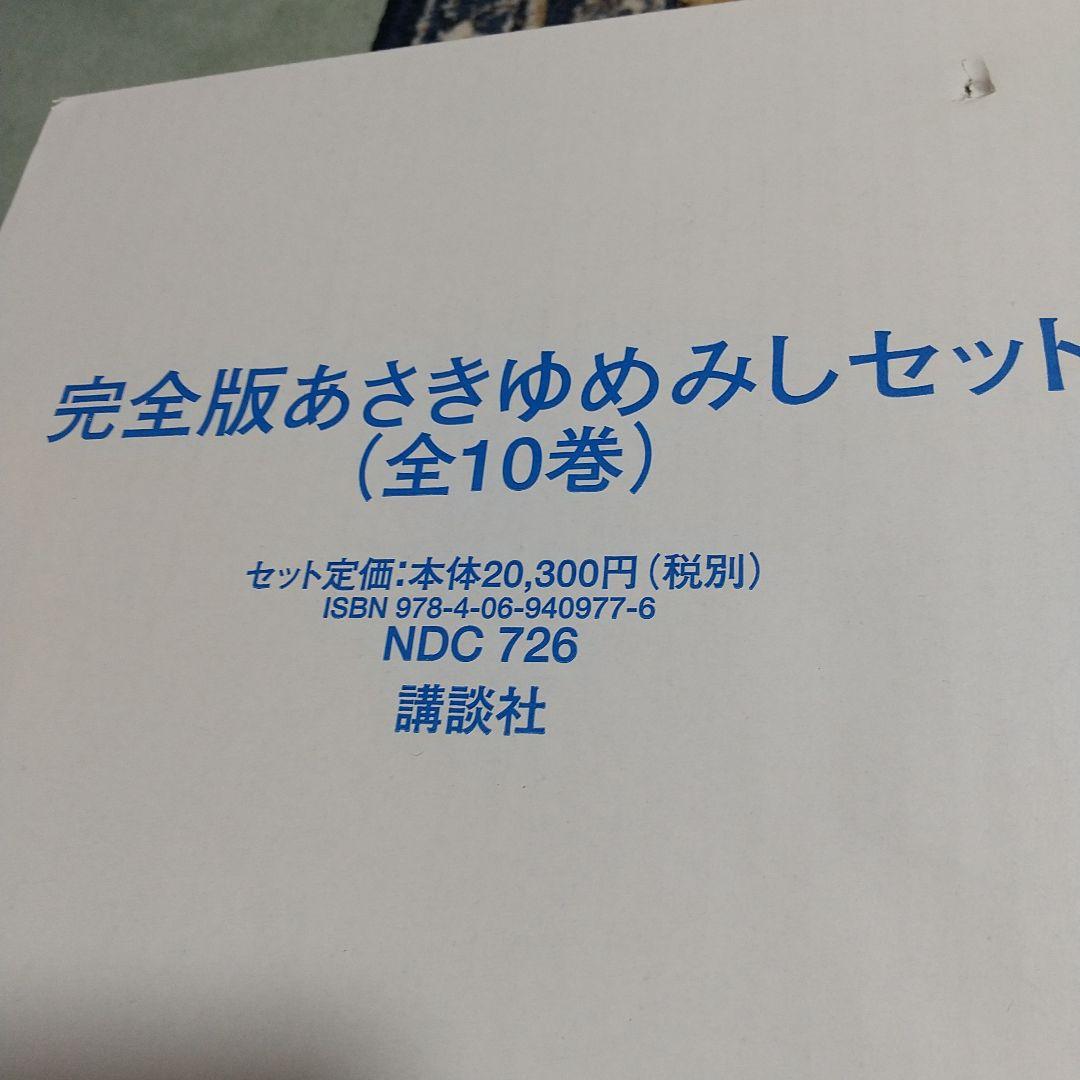 完全版あさきゆめみしセット
（全10巻）
セット定価：本体20,300円（税別）
ISBN 978-4-06-940977-6
NDC 726
講談社